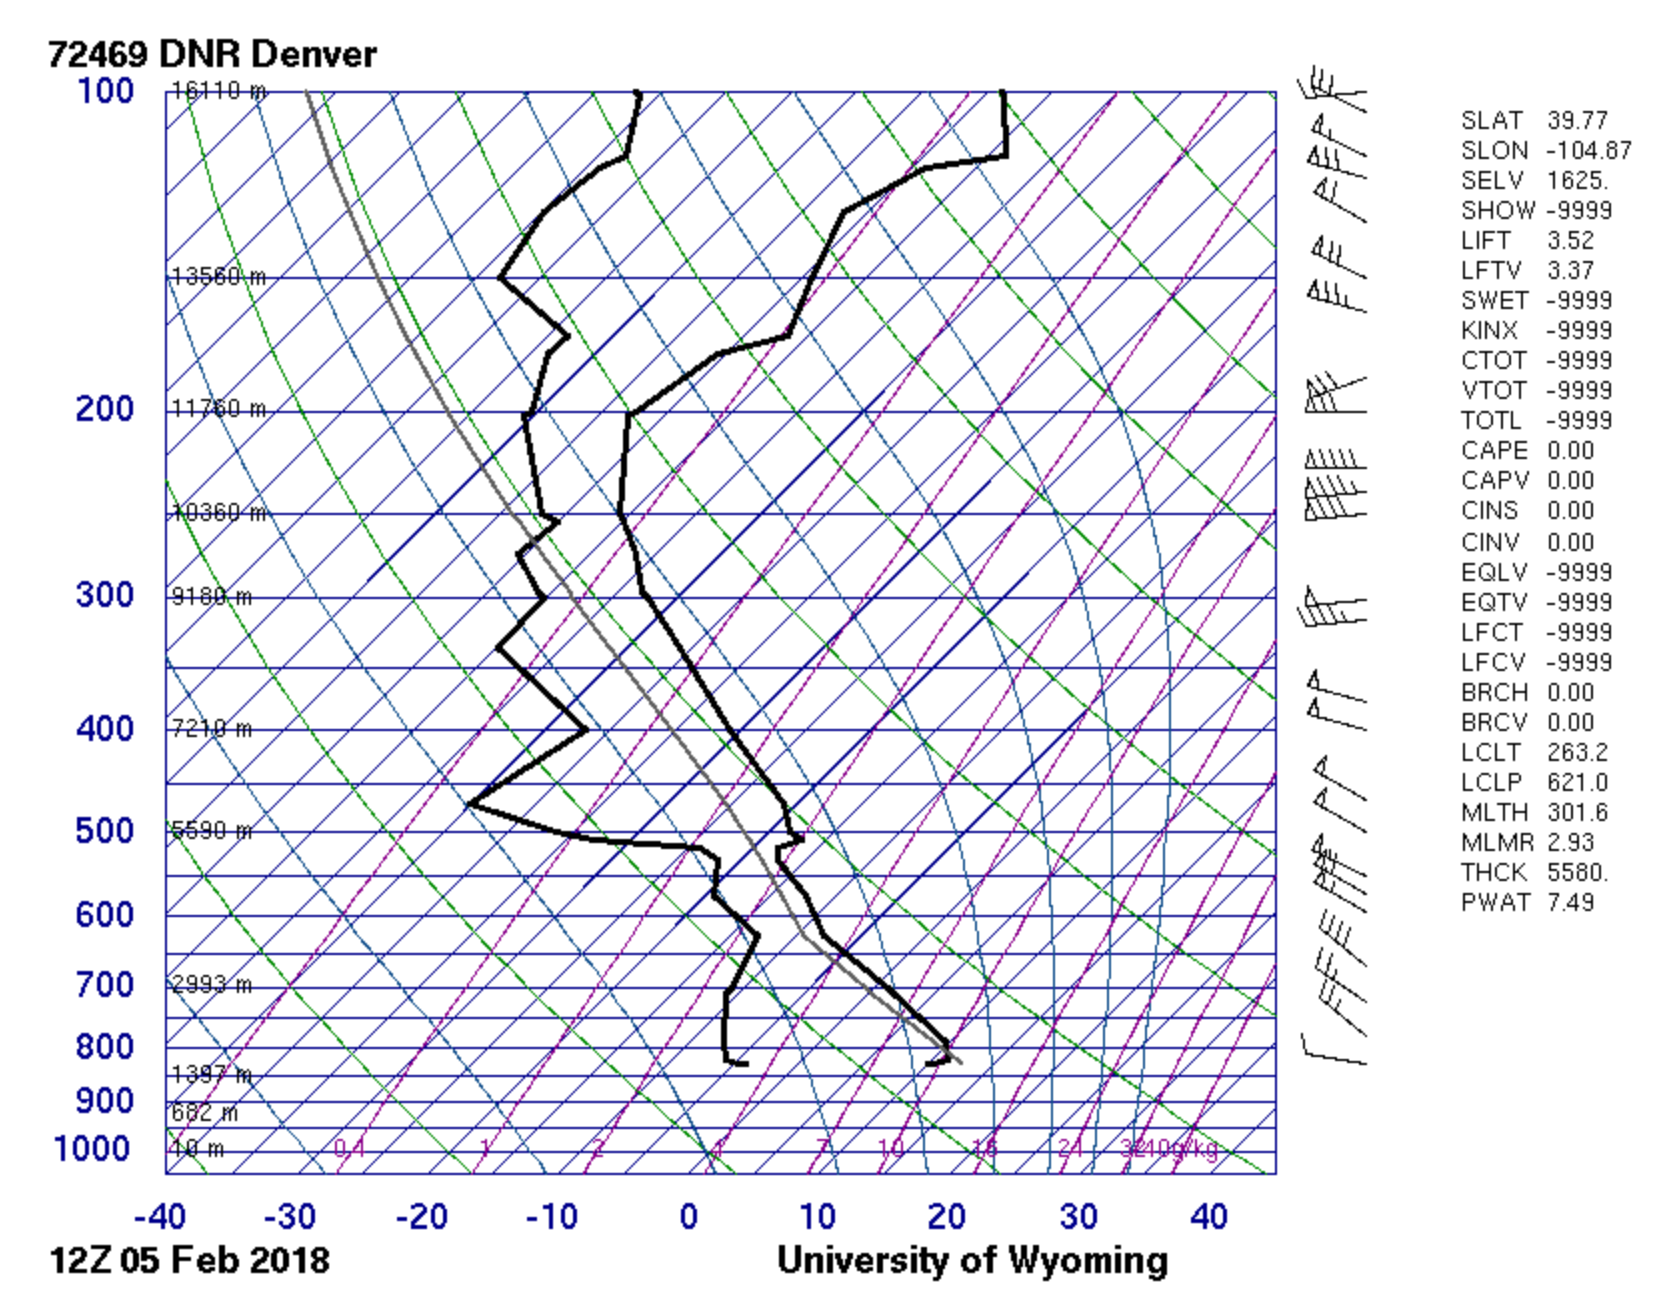 72469 DNR Denver
100 16110 m
13560 m
200 11760 m
10360 m
300 9180 m
400 7210 m
500 5590 m
600
700 2993 m
800
1397 m
900
682 m
1000 10 m 0.4 1 2 4 7 10 16 24 32 40g/kg
-40 -30 -20 -10 0 10 20 30 40
12Z 05 Feb 2018 University of Wyoming
SLAT 39.77
SLON -104.87
SELV 1625.
SHOW -9999
LIFT 3.52
LFTV 3.37
SWET -9999
KINX -9999
CTOT -9999
VTOT -9999
TOTL -9999
CAPE 0.00
CAPV 0.00
CINS 0.00
CINV 0.00
EQLV -9999
EQTV -9999
LFCT -9999
LFCV -9999
BRCH 0.00
BRCV 0.00
LCLT 263.2
LCLP 621.0
MLTH 301.6
MLMR 2.93
THCK 5580.
PWAT 7.49